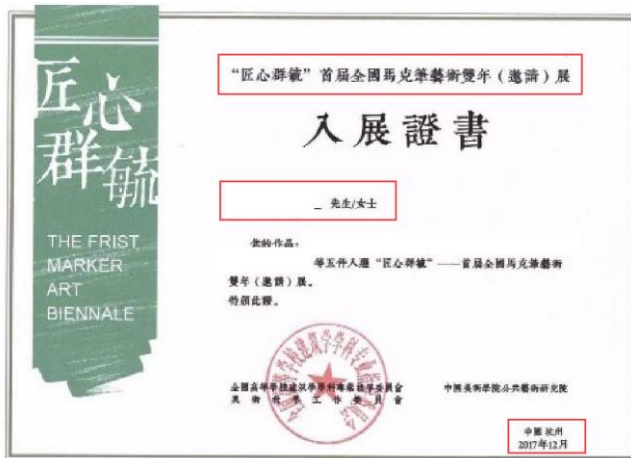 匠心
群毓
THE FRIST
MARKER
ART
BIENNALE
“匠心群毓”首届全國馬克筆藝術雙年（邀請）展
入展證書
_ 先生/女士
您的作品：
等五件入選“匠心群毓”——首届全國馬克筆藝術
雙年（邀請）展。
特頒此證。
全國高等學校建筑學學科專業指導委員會
美術教學工作委員會
中國美術學院公共藝術研究院
中國 杭州
2017年12月